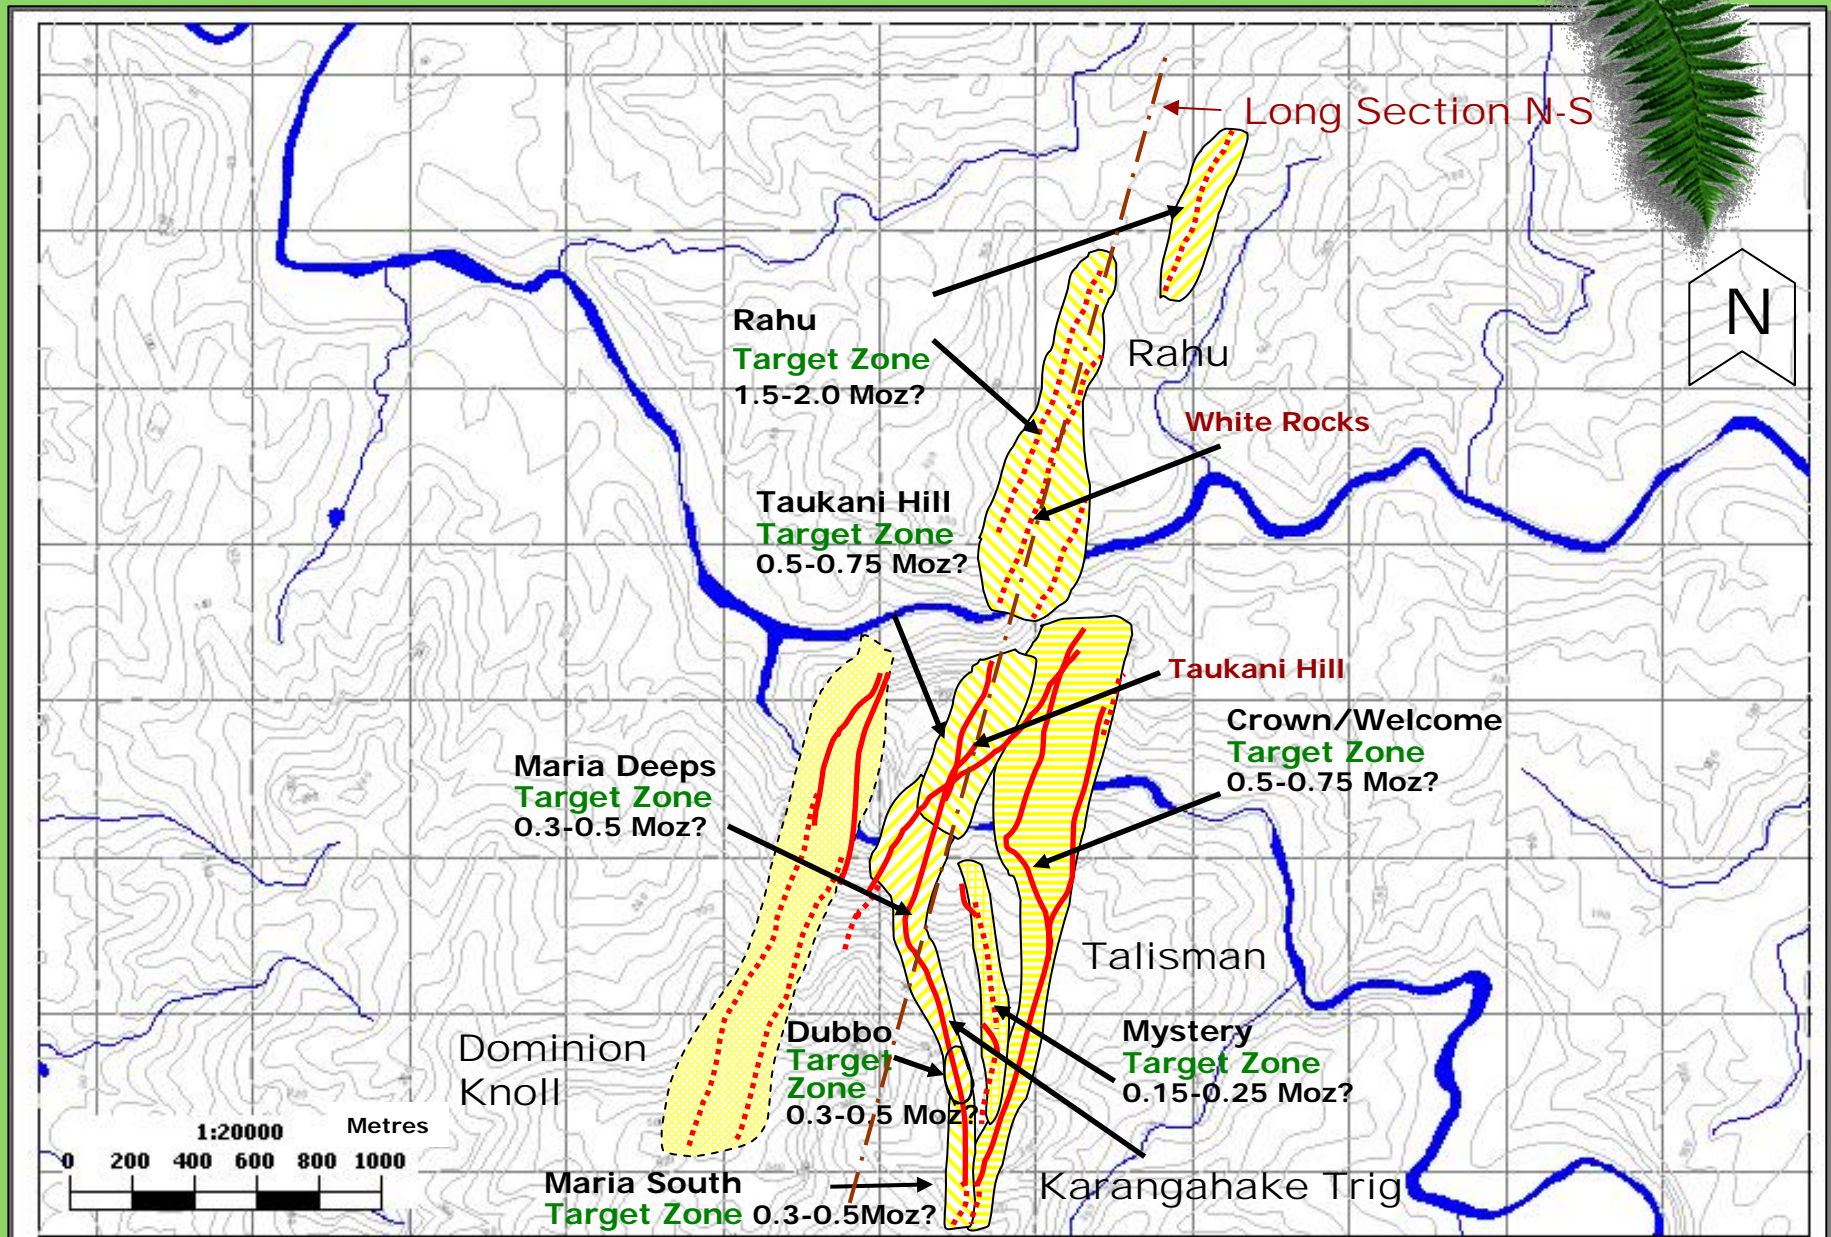 Long Section N-S
N
Rahu
Target Zone
1.5-2.0 Moz?
Rahu
White Rocks
Taukani Hill
Target Zone
0.5-0.75 Moz?
Taukani Hill
Crown/Welcome
Target Zone
0.5-0.75 Moz?
Maria Deeps
Target Zone
0.3-0.5 Moz?
Talisman
Dominion
Knoll
Dubbo
Target
Zone
0.3-0.5 Moz?
Mystery
Target Zone
0.15-0.25 Moz?
1:20000 Metres
0 200 400 600 800 1000
Maria South
Target Zone 0.3-0.5Moz?
Karangahake Trig